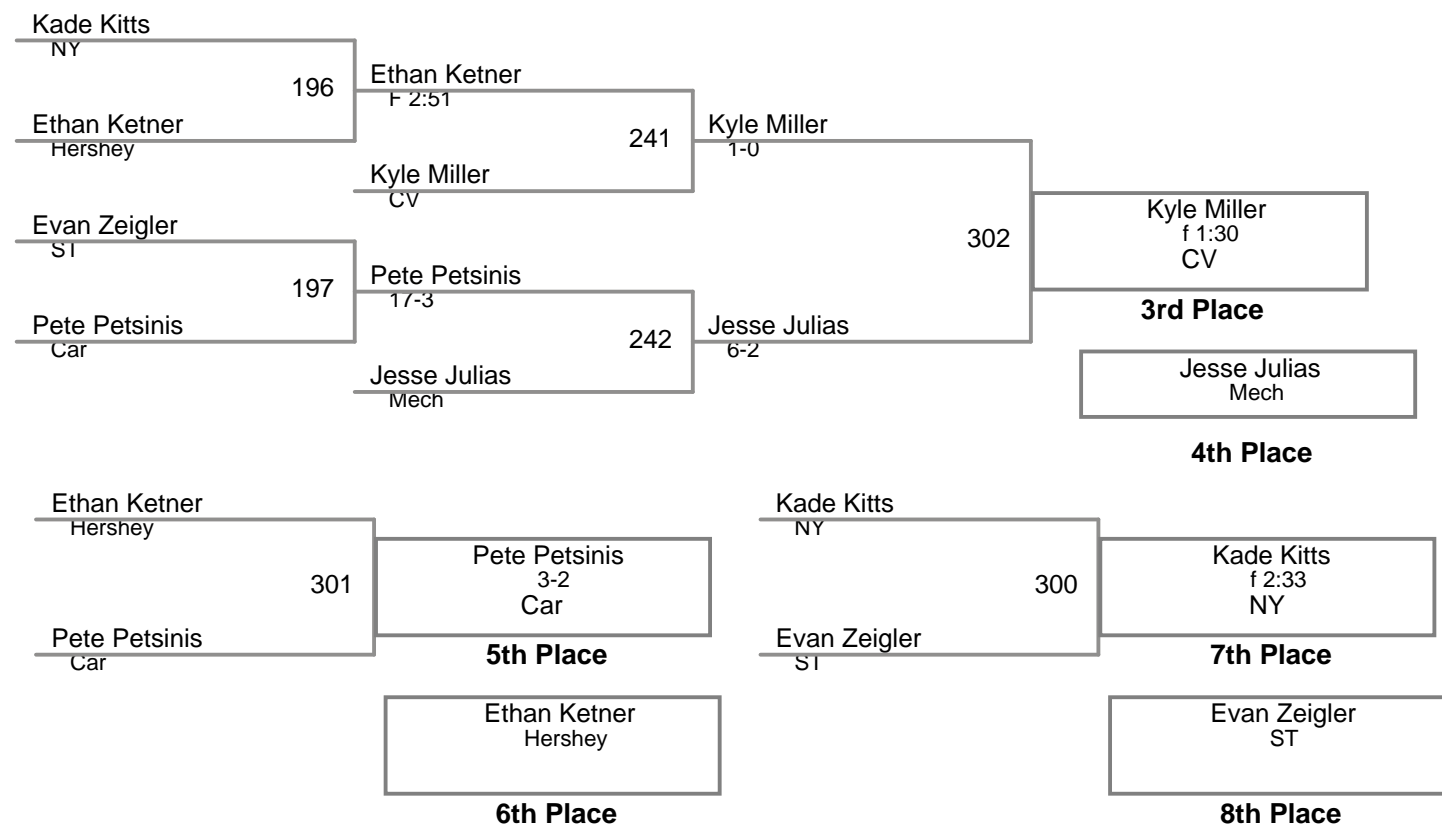 Kade Kitts
NY
196
Ethan Ketner
F 2:51
Ethan Ketner
Hershey
241
Kyle Miller
1-0
Kyle Miller
CV
Evan Zeigler
ST
302
Kyle Miller
f 1:30
CV
3rd Place
197
Pete Petsinis
17-3
Pete Petsinis
Car
242
Jesse Julias
6-2
Jesse Julias
Mech
Jesse Julias
Mech
4th Place
Ethan Ketner
Hershey
301
Pete Petsinis
3-2
Car
5th Place
Pete Petsinis
Car
Ethan Ketner
Hershey
6th Place
Kade Kitts
NY
300
Kade Kitts
f 2:33
NY
7th Place
Evan Zeigler
ST
Evan Zeigler
ST
8th Place